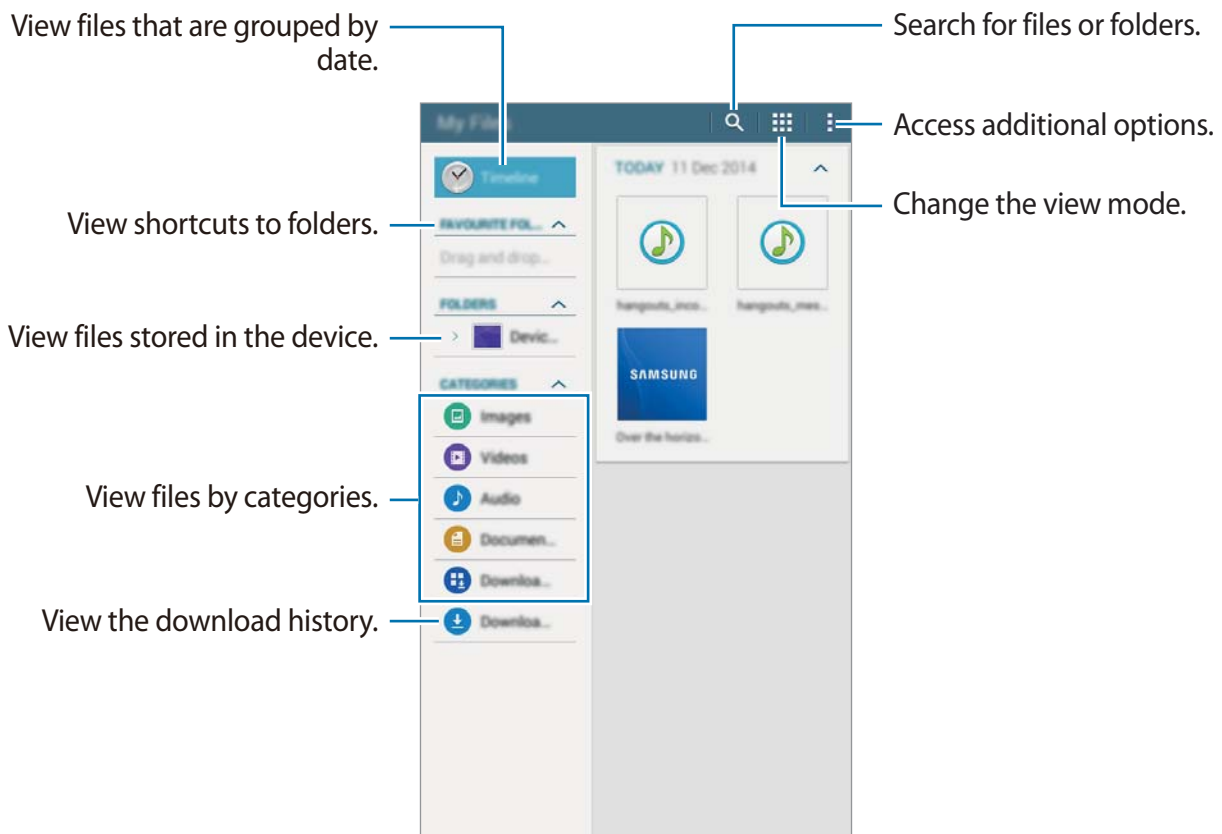 View files that are grouped by
date.
Search for files or folders.
My Files
Access additional options.
Timeline
TODAY 11 Dec 2014
Change the view mode.
View shortcuts to folders.
FAVOURITE FOL...
Drag and drop...
FOLDERS
hangouts_inco...
hangouts_mes...
View files stored in the device.
Devic...
SAMSUNG
CATEGORIES
Images
Over the horizo...
Videos
View files by categories.
Audio
Documen...
Downloa...
View the download history.
Downloa...